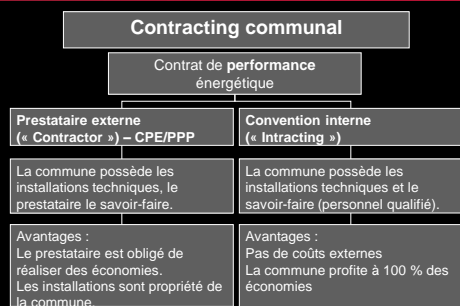 Contracting communal
Contrat de performance
énergétique
Prestataire externe
(« Contractor ») – CPE/PPP
La commune possède les
installations techniques, le
prestataire le savoir-faire.
Avantages :
Le prestataire est obligé de
réaliser des économies.
Les installations sont propriété de
la commune.
Convention interne
(« Intracting »)
La commune possède les
installations techniques et le
savoir-faire (personnel qualifié).
Avantages :
Pas de coûts externes
La commune profite à 100 % des
économies